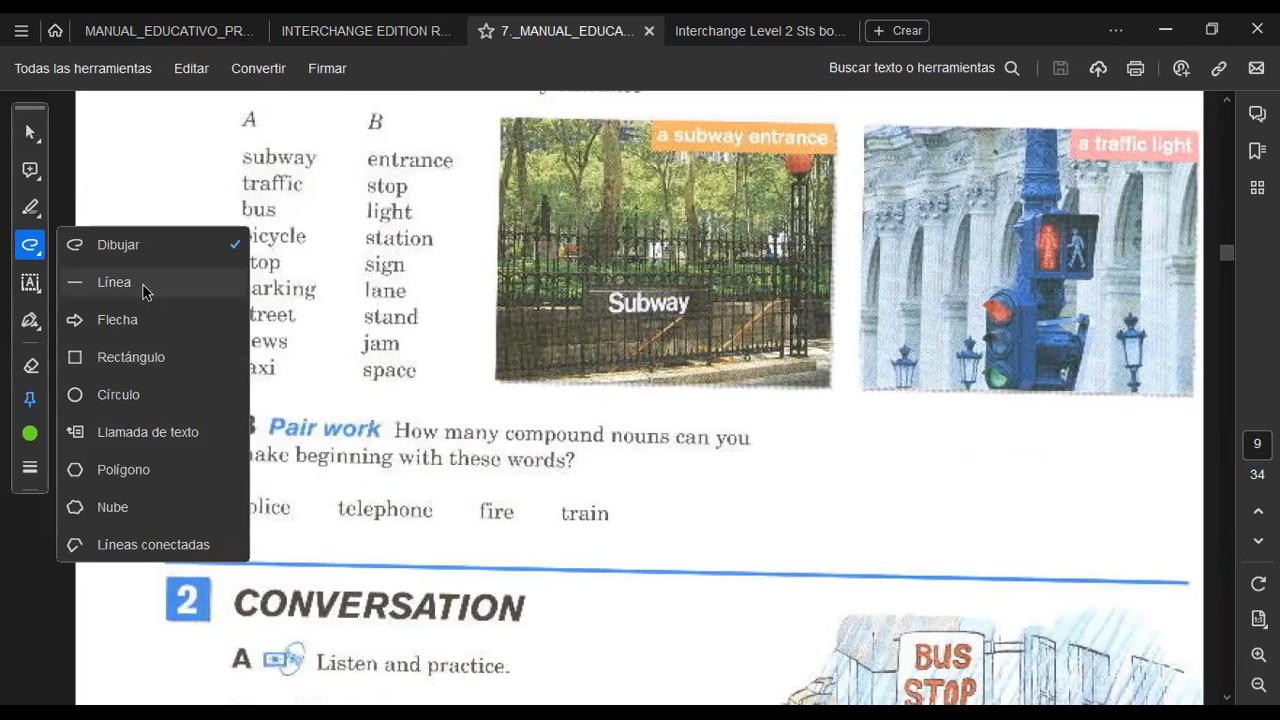 MANUAL_EDUCATIVO_PR...
INTERCHANGE EDITION R...
7._MANUAL_EDUCA...
Interchange Level 2 Sts bo...
+ Crear
Todas las herramientas
Editar
Convertir
Firmar
Buscar texto o herramientas
A
B
subway entrance
traffic stop
bus light
icycle station
top sign
arking lane
treet stand
ews jam
axi space
a subway entrance
Subway
a traffic light
Dibujar
Línea
Flecha
Rectángulo
Círculo
Llamada de texto
Polígono
Nube
Líneas conectadas
Pair work How many compound nouns can you
ake beginning with these words?
olice telephone fire train
2 CONVERSATION
A Listen and practice.
BUS
STOP
9
34